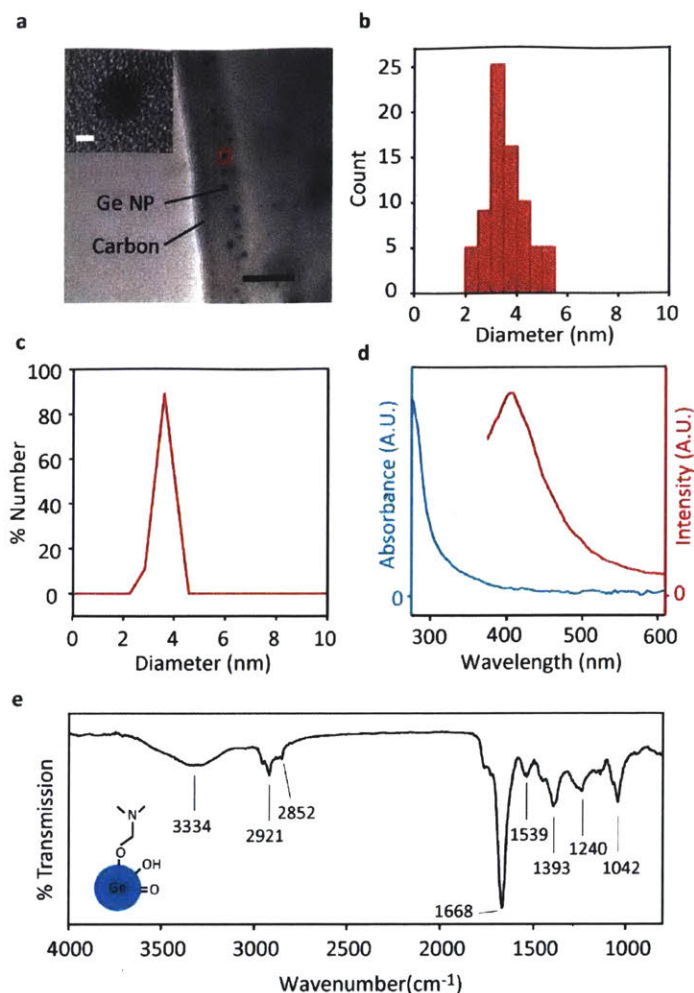 a
Ge NP
Carbon
b
25
20
15
10
5
0
Count
0 2 4 6 8 10
Diameter (nm)
c
100
80
60
40
20
0
% Number
0 2 4 6 8 10
Diameter (nm)
d
Absorbance (A.U.)
0
Intensity (A.U.)
0
300 400 500 600
Wavelength (nm)
e
% Transmission
3334
2921
2852
1668
1539
1393
1240
1042
N
O
OH
Ge
=O
4000 3500 3000 2500 2000 1500 1000
Wavenumber(cm⁻¹)